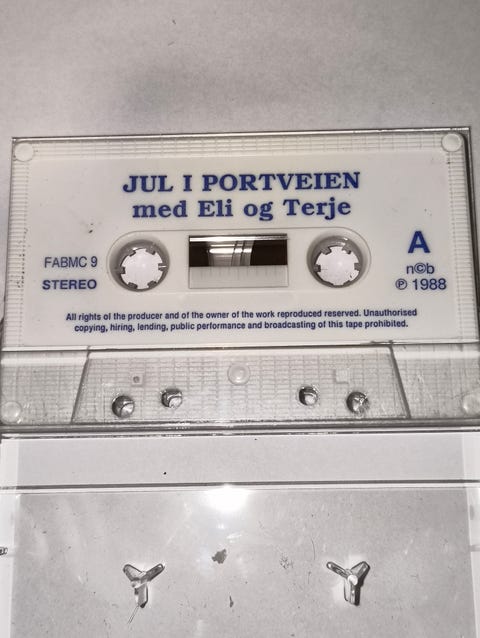 JUL I PORTVEIEN
med Eli og Terje
FABMC 9
STEREO
A
n©b
℗ 1988
All rights of the producer and of the owner of the work reproduced reserved. Unauthorised
copying, hiring, lending, public performance and broadcasting of this tape prohibited.